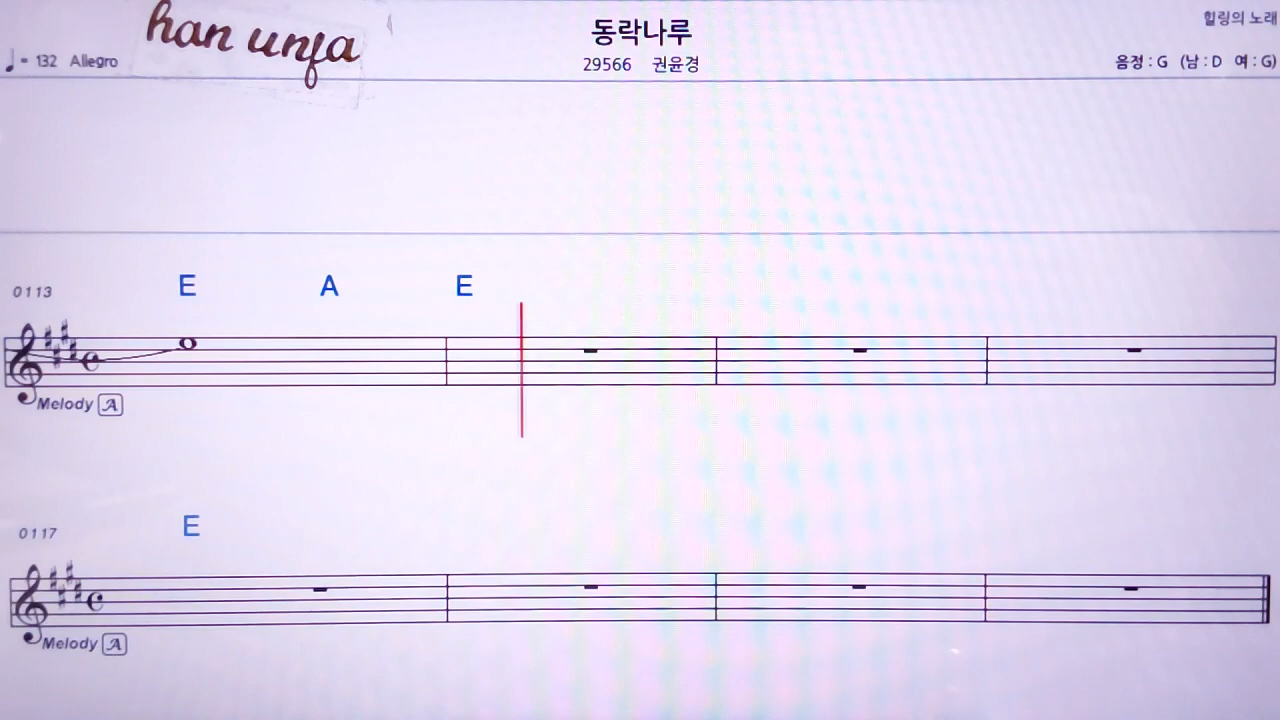 han unja
동락나루
힐링의 노래
♩= 132 Allegro
29566 권윤경
음정 : G (남 : D 여 : G)
0113 E A E
Melody A
0117 E
Melody A